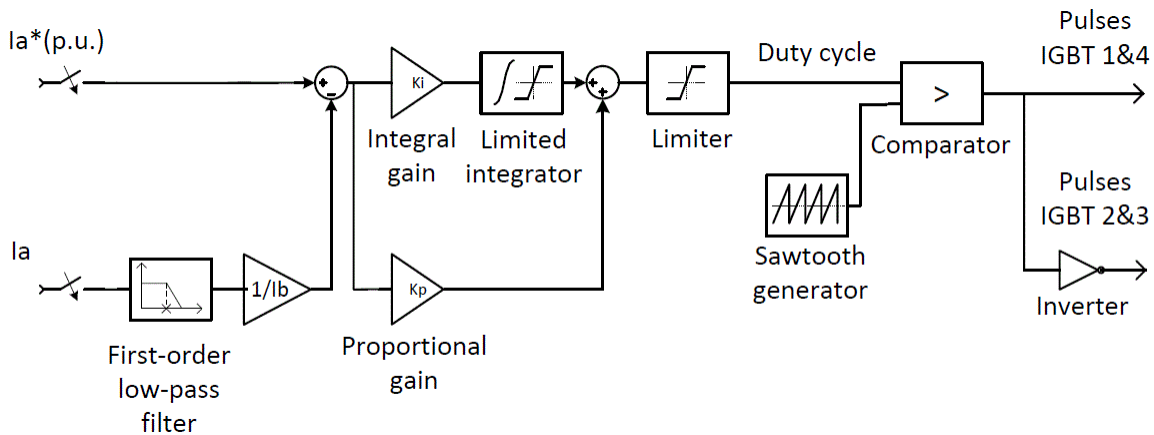 Ia*(p.u.)
Pulses
IGBT 1&4
Duty cycle
+
-
Ki
+
+
>
Integral
gain
Limited
integrator
Limiter
Comparator
Pulses
IGBT 2&3
Ia
1/Ib
Kp
Sawtooth
generator
Inverter
First-order
low-pass
filter
Proportional
gain